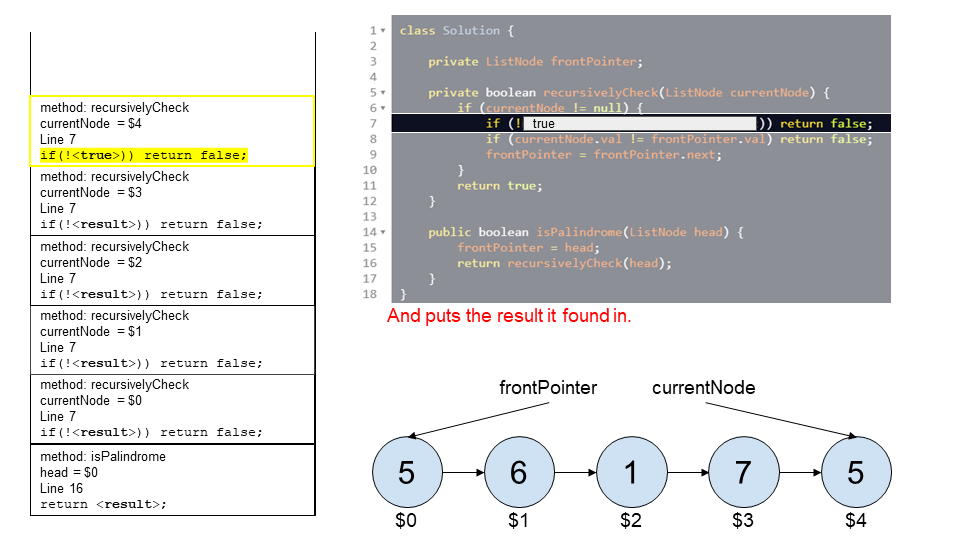 method: recursivelyCheck
currentNode = $4
Line 7
if(!<true>)) return false;
method: recursivelyCheck
currentNode = $3
Line 7
if(!<result>)) return false;
method: recursivelyCheck
currentNode = $2
Line 7
if(!<result>)) return false;
method: recursivelyCheck
currentNode = $1
Line 7
if(!<result>)) return false;
method: recursivelyCheck
currentNode = $0
Line 7
if(!<result>)) return false;
method: isPalindrome
head = $0
Line 16
return <result>;
1 class Solution {
2
3 private ListNode frontPointer;
4
5 private boolean recursivelyCheck(ListNode currentNode) {
6 if (currentNode != null) {
7 if (! true )) return false;
8 if (currentNode.val != frontPointer.val) return false;
9 frontPointer = frontPointer.next;
10 }
11 return true;
12 }
13
14 public boolean isPalindrome(ListNode head) {
15 frontPointer = head;
16 return recursivelyCheck(head);
17 }
18 }
And puts the result it found in.
frontPointer currentNode
5 6 1 7 5
$0 $1 $2 $3 $4